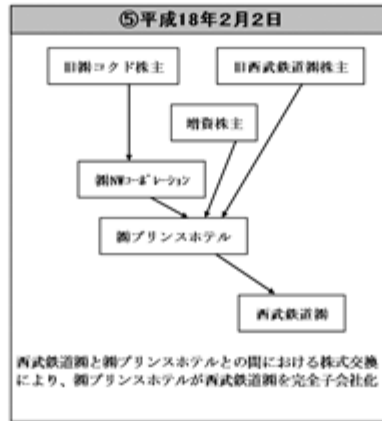 ⑤平成18年2月2日
旧㈱コクド株主
旧西武鉄道㈱株主
増資株主
㈱NWコーポレーション
㈱プリンスホテル
西武鉄道㈱
西武鉄道㈱と㈱プリンスホテルとの間における株式交換
により、㈱プリンスホテルが西武鉄道㈱を完全子会社化